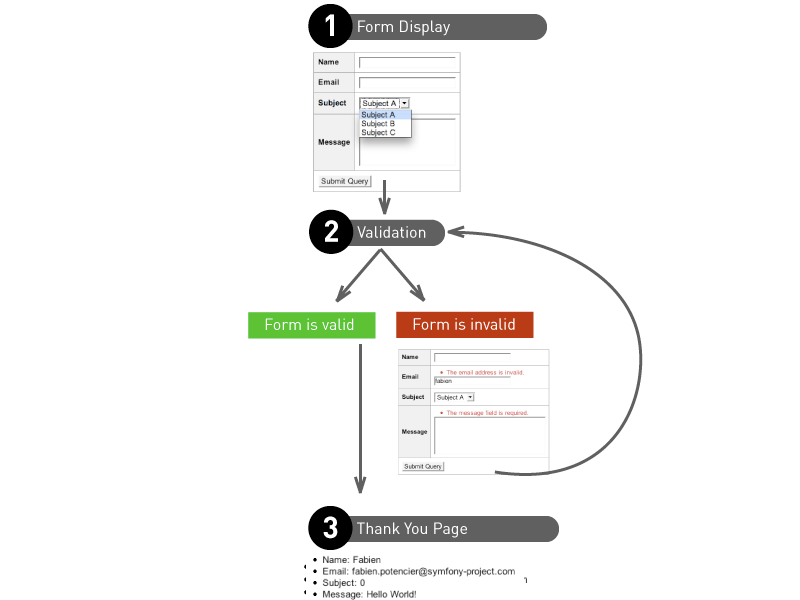 1 Form Display
Name
Email
Subject Subject A
Subject A
Subject B
Subject C
Message
Submit Query
2 Validation
Form is valid
Form is invalid
Name
• The email address is invalid.
Email fabien
Subject Subject A
• The message field is required.
Message
Submit Query
3 Thank You Page
• Name: Fabien
• Email: fabien.potencier@symfony-project.com
• Subject: 0
• Message: Hello World!